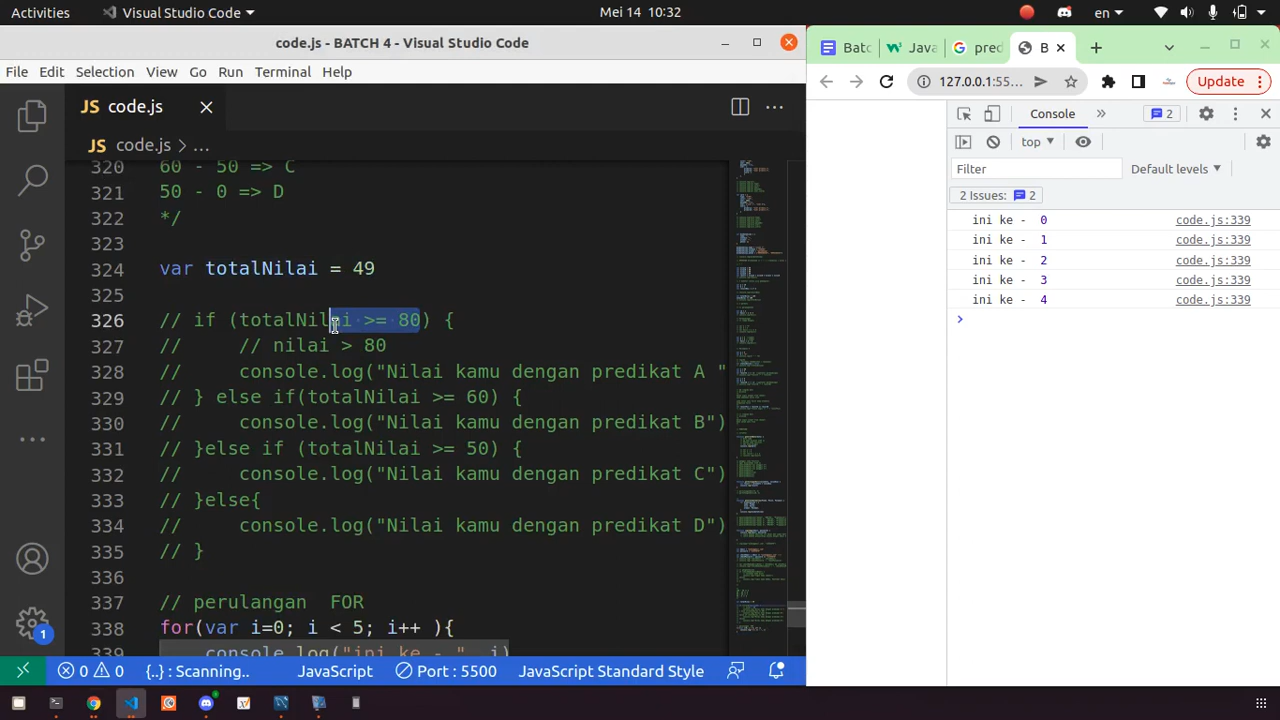 Activities
Visual Studio Code
Mei 14 10:32
en
code.js - BATCH 4 - Visual Studio Code
File Edit Selection View Go Run Terminal Help
JS code.js
JS code.js > ...
320 60 - 50 => C
321 50 - 0 => D
322 */
323
324 var totalNilai = 49
325
326 // if (totalNilai >= 80) {
327 // // nilai > 80
328 // console.log("Nilai kamu dengan predikat A "
329 // } else if(totalNilai >= 60) {
330 // console.log("Nilai kamu dengan predikat B")
331 // }else if (totalNilai >= 50) {
332 // console.log("Nilai kamu dengan predikat C")
333 // }else{
334 // console.log("Nilai kamu dengan predikat D")
335 // }
336
337 // perulangan FOR
338 for(var i=0; i< 5; i++ ){
339 console.log("ini ke - ", i)
1
0 0 {..} : Scanning.. JavaScript Port : 5500 JavaScript Standard Style
Batc
Java
pred
B
127.0.0.1:55...
Update
Console
2
top
Filter
Default levels
2 Issues: 2
ini ke - 0 code.js:339
ini ke - 1 code.js:339
ini ke - 2 code.js:339
ini ke - 3 code.js:339
ini ke - 4 code.js:339
>